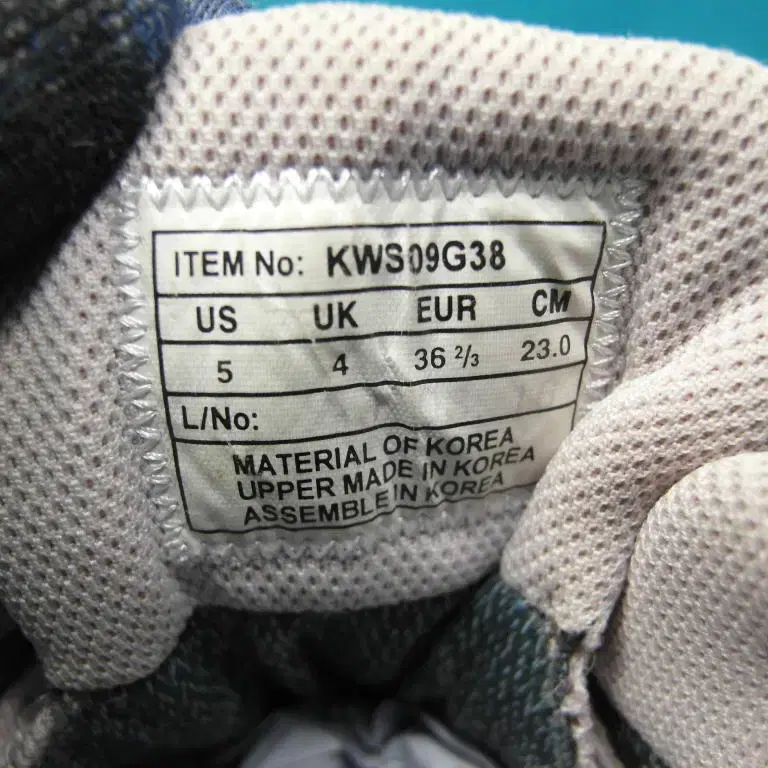 ITEM No: KWS09G38
US UK EUR CM
5 4 36 2/3 23.0
L/No:
MATERIAL OF KOREA
UPPER MADE IN KOREA
ASSEMBLE IN KOREA